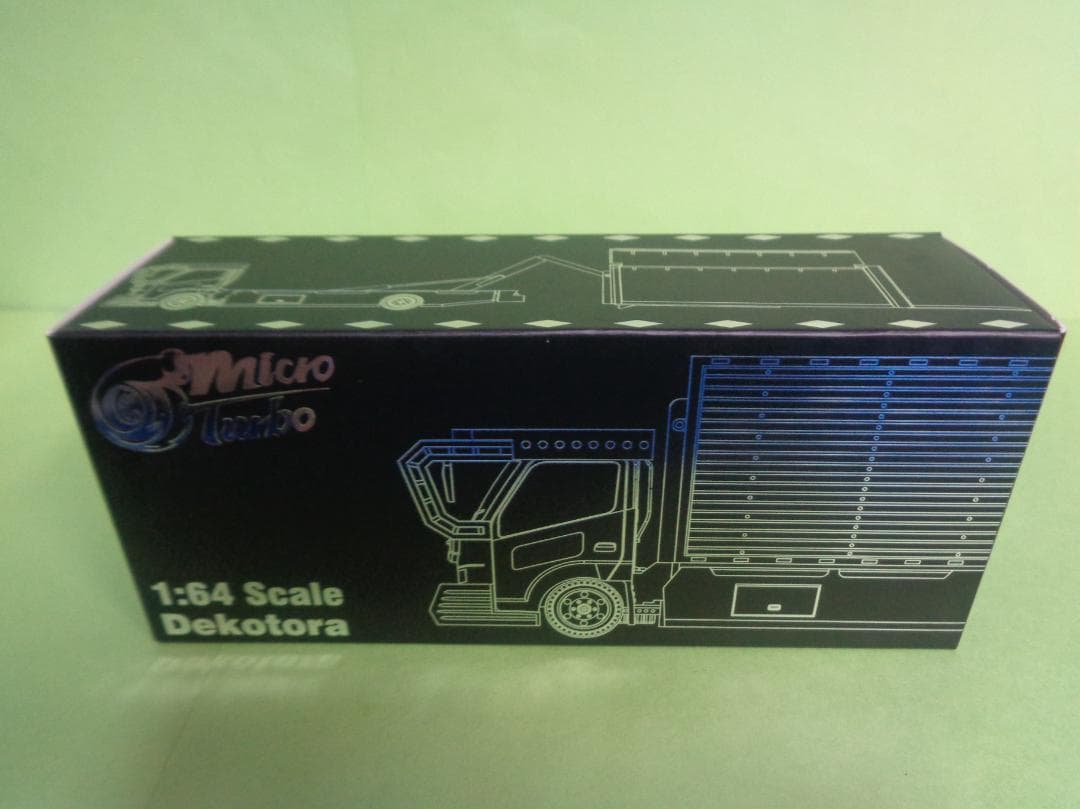 Micro
Turbo
1:64 Scale
Dekotora